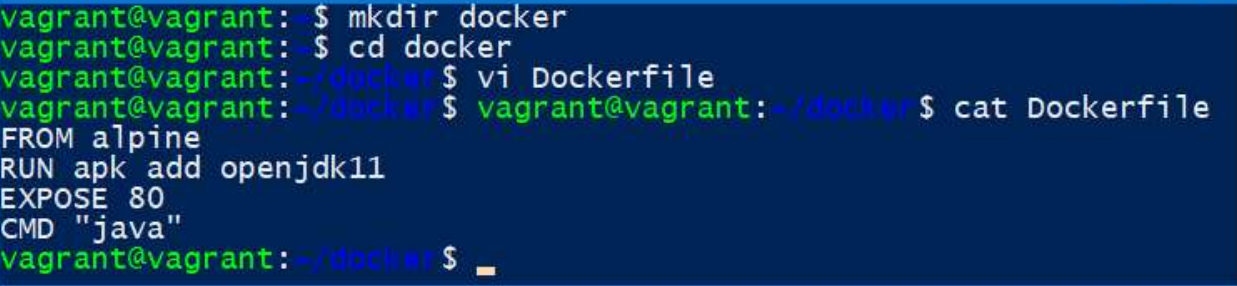 vagrant@vagrant:~$ mkdir docker
vagrant@vagrant:~$ cd docker
vagrant@vagrant:~/docker$ vi Dockerfile
vagrant@vagrant:~/docker$ vagrant@vagrant:~/docker$ cat Dockerfile
FROM alpine
RUN apk add openjdk11
EXPOSE 80
CMD "java"
vagrant@vagrant:~/docker$